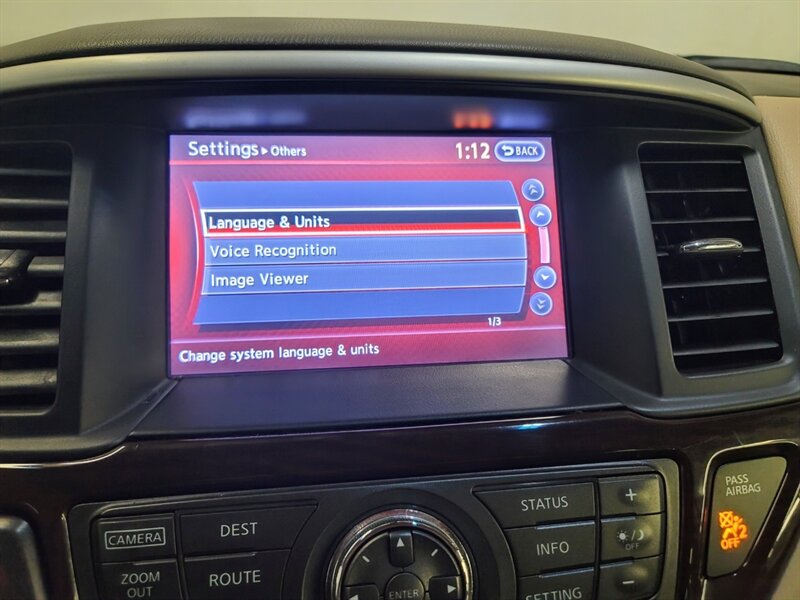 Settings ▸ Others 1:12 BACK
Language & Units
Voice Recognition
Image Viewer
1/3
Change system language & units
CAMERA
DEST
ZOOM
OUT
ROUTE
ENTER
STATUS
+
INFO
OFF
SETTING
−
PASS
AIRBAG
2
OFF